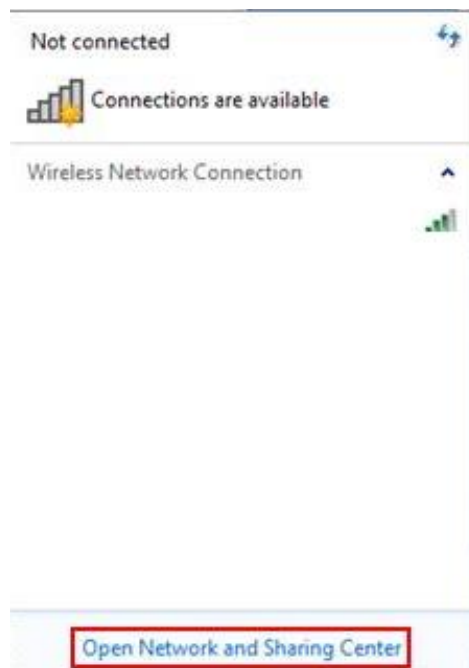 Not connected
Connections are available
Wireless Network Connection
Open Network and Sharing Center